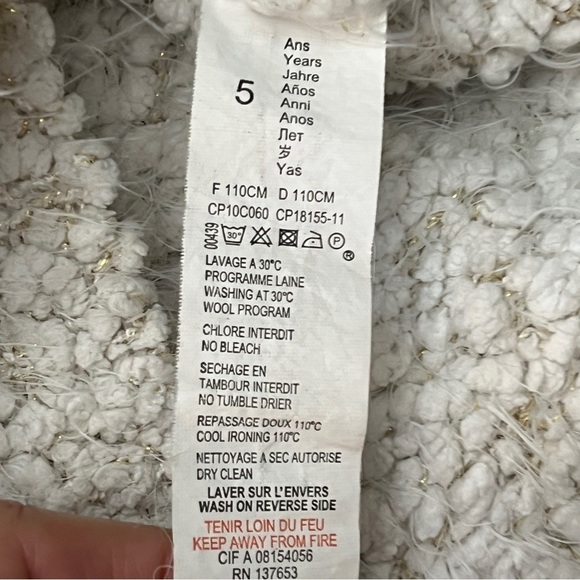 Ans
Years
Jahre
Años
Anni
Anos
Лет
岁
Yas
5
F 110CM D 110CM
CP10C060 CP18155-11
00439
30°
P
®
LAVAGE A 30°C
PROGRAMME LAINE
WASHING AT 30°C
WOOL PROGRAM
CHLORE INTERDIT
NO BLEACH
SECHAGE EN
TAMBOUR INTERDIT
NO TUMBLE DRIER
REPASSAGE DOUX 110°C
COOL IRONING 110°C
NETTOYAGE A SEC AUTORISE
DRY CLEAN
LAVER SUR L'ENVERS
WASH ON REVERSE SIDE
TENIR LOIN DU FEU
KEEP AWAY FROM FIRE
CIF A 08154056
RN 137653